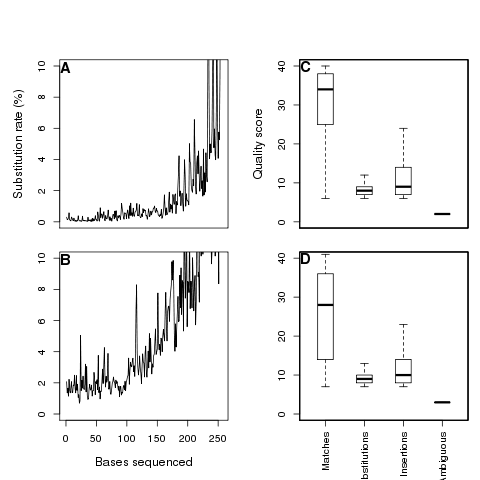 A
Substitution rate (%)
0 2 4 6 8 10
B
0 2 4 6 8 10
0 50 100 150 200 250
Bases sequenced
C
Quality score
0 10 20 30 40
D
0 10 20 30 40
Matches
bstitutions
Insertions
Ambiguous